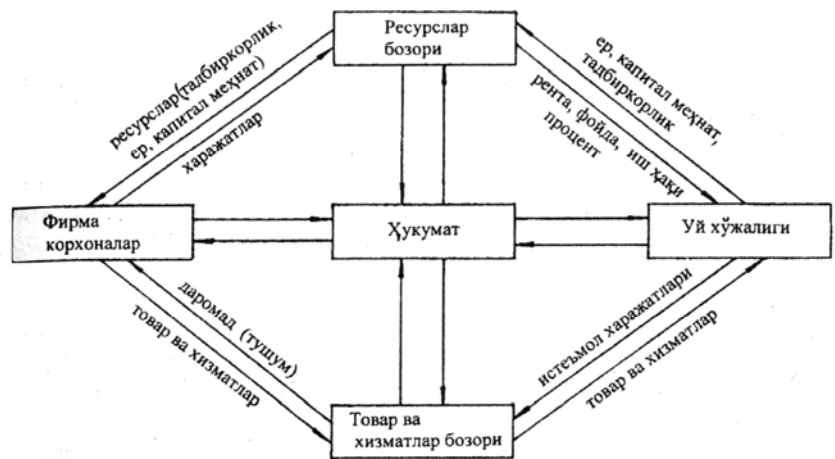 Ресурслар
бозори
ресурслар(тадбиркорлик,
ер, капитал меҳнат)
харажатлар
ер, капитал меҳнат,
тадбиркорлик
рента, фойда, иш ҳақи
процент
Фирма
корхоналар
Ҳукумат
Уй хўжалиги
даромад (тушум)
товар ва хизматлар
истеъмол харажатлари
товар ва хизматлар
Товар ва
хизматлар бозори